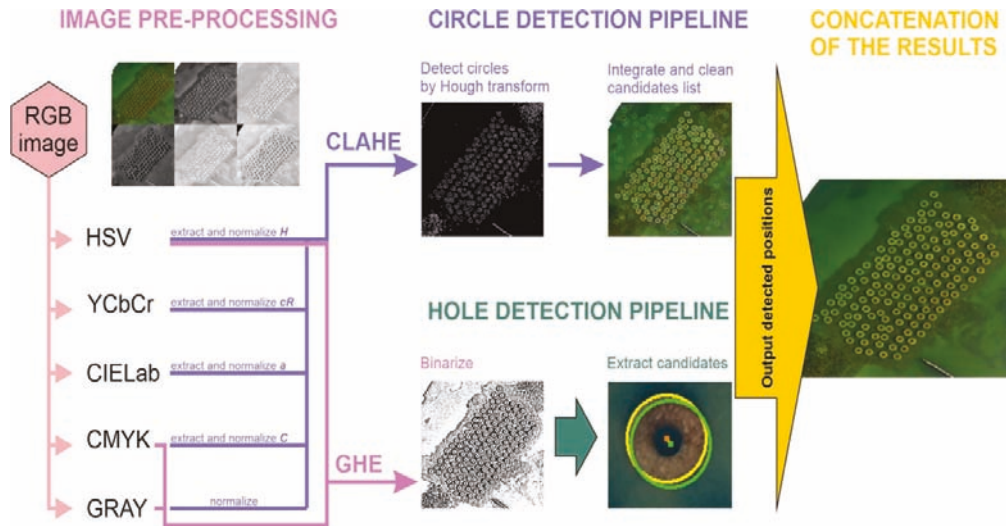 IMAGE PRE-PROCESSING
RGB
image
HSV
extract and normalize H
YCbCr
extract and normalize cR
CIELab
extract and normalize a
CMYK
extract and normalize C
GRAY
normalize
CLAHE
GHE
CIRCLE DETECTION PIPELINE
Detect circles
by Hough transform
Integrate and clean
candidates list
HOLE DETECTION PIPELINE
Binarize
Extract candidates
Output detected positions
CONCATENATION
OF THE RESULTS